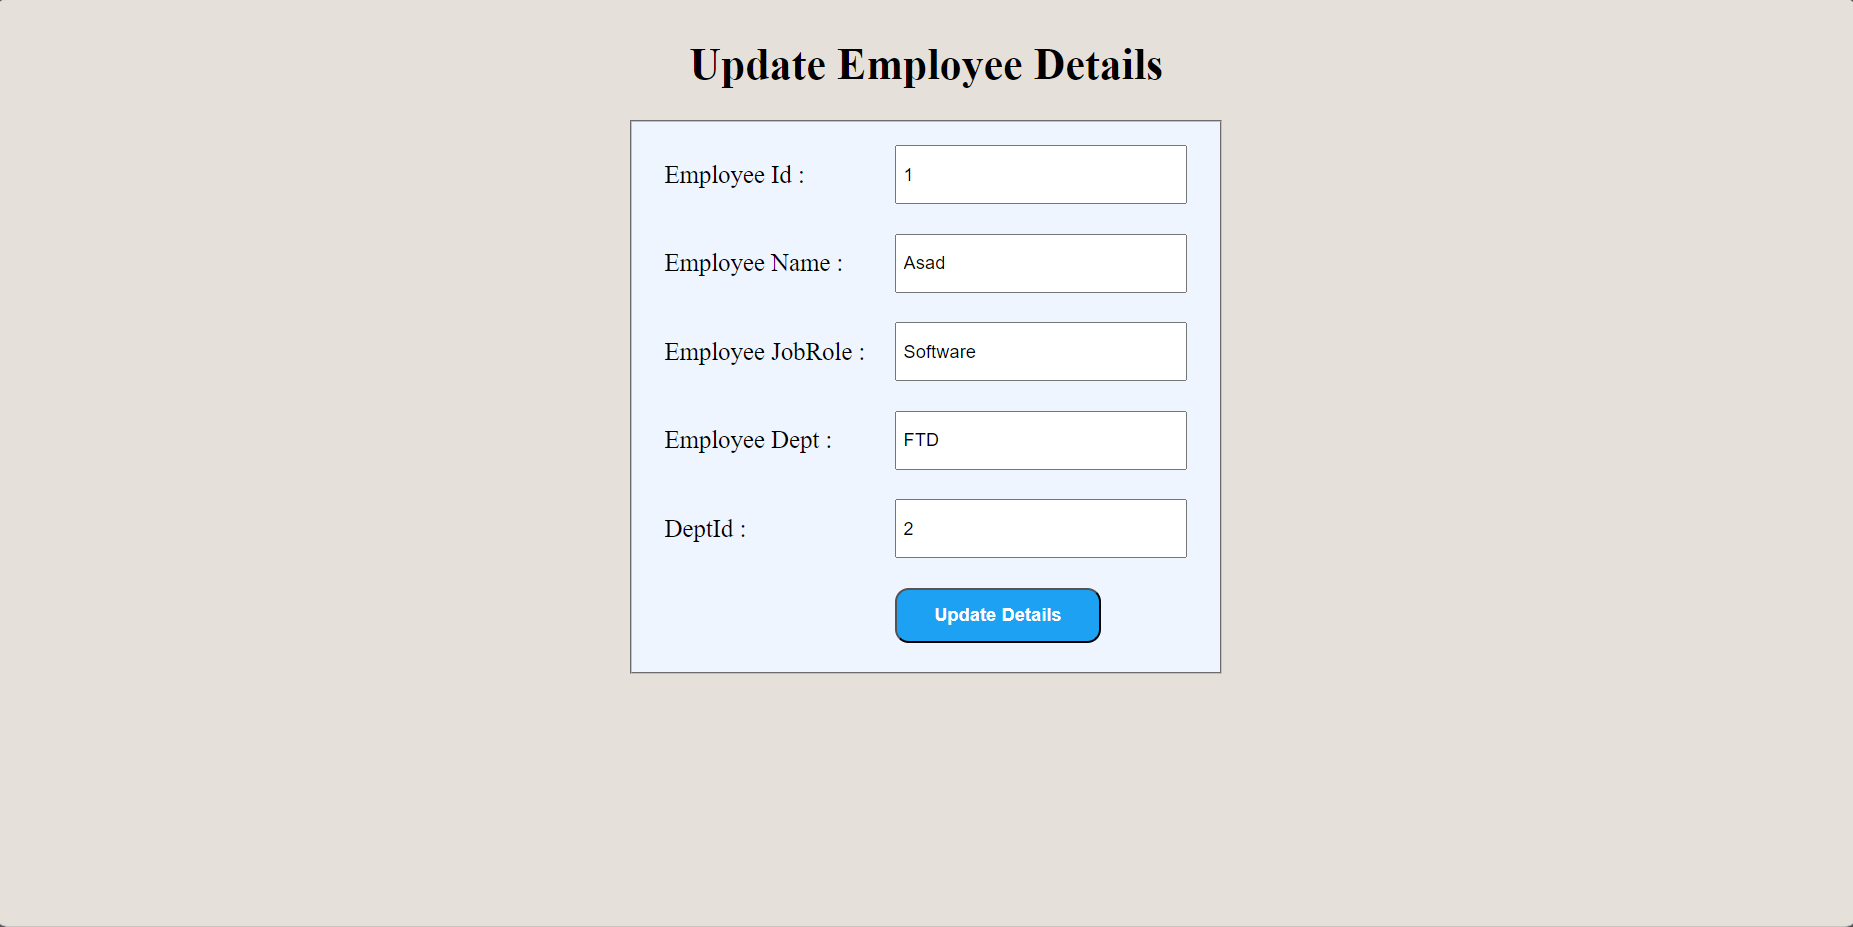 Update Employee Details
Employee Id : 1
Employee Name : Asad
Employee JobRole : Software
Employee Dept : FTD
DeptId : 2
Update Details